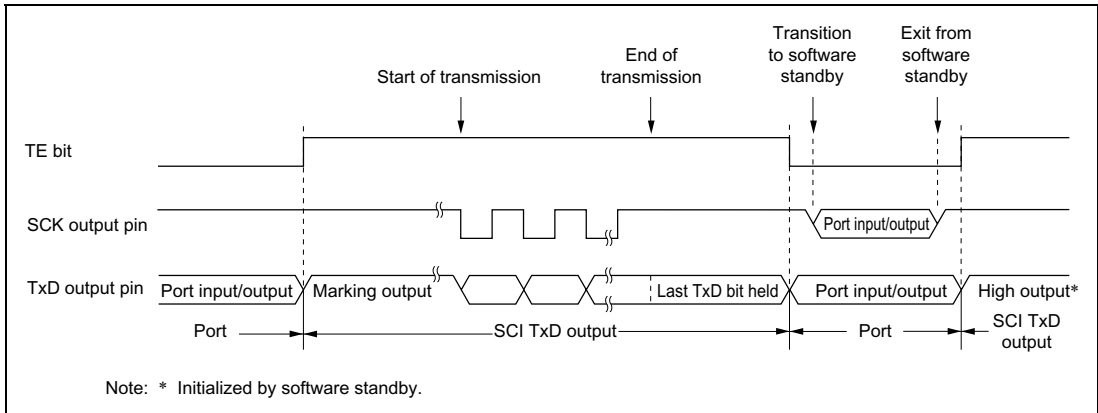 Start of transmission
End of
transmission
Transition
to software
standby
Exit from
software
standby
TE bit
SCK output pin
Port input/output
TxD output pin
Port input/output
Marking output
Last TxD bit held
Port input/output
High output*
Port
SCI TxD output
Port
SCI TxD
output
Note: * Initialized by software standby.